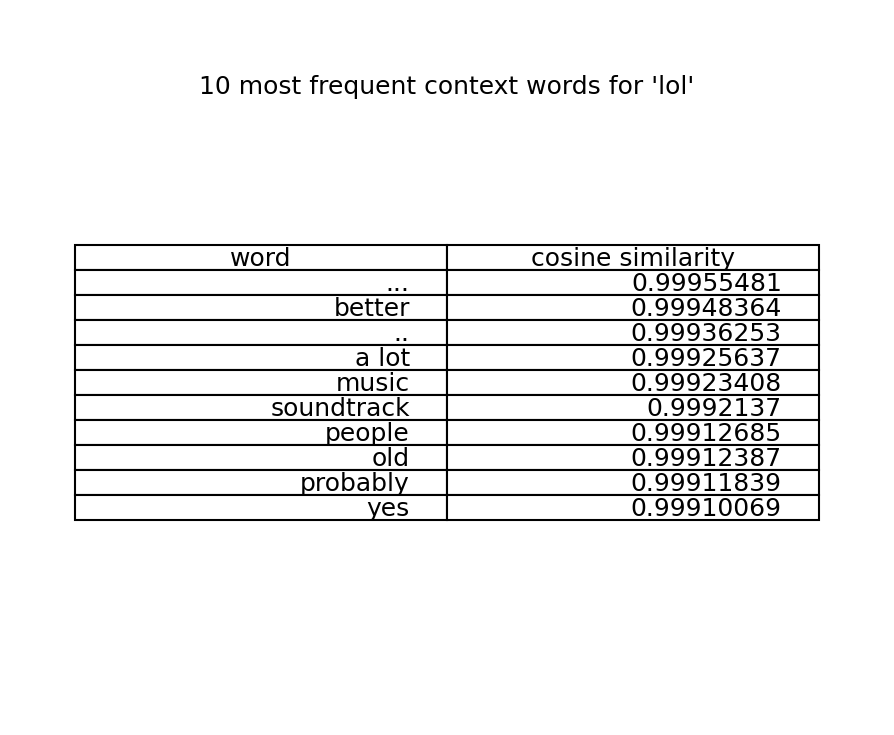 10 most frequent context words for 'lol'
word cosine similarity
... 0.99955481
better 0.99948364
.. 0.99936253
a lot 0.99925637
music 0.99923408
soundtrack 0.9992137
people 0.99912685
old 0.99912387
probably 0.99911839
yes 0.99910069